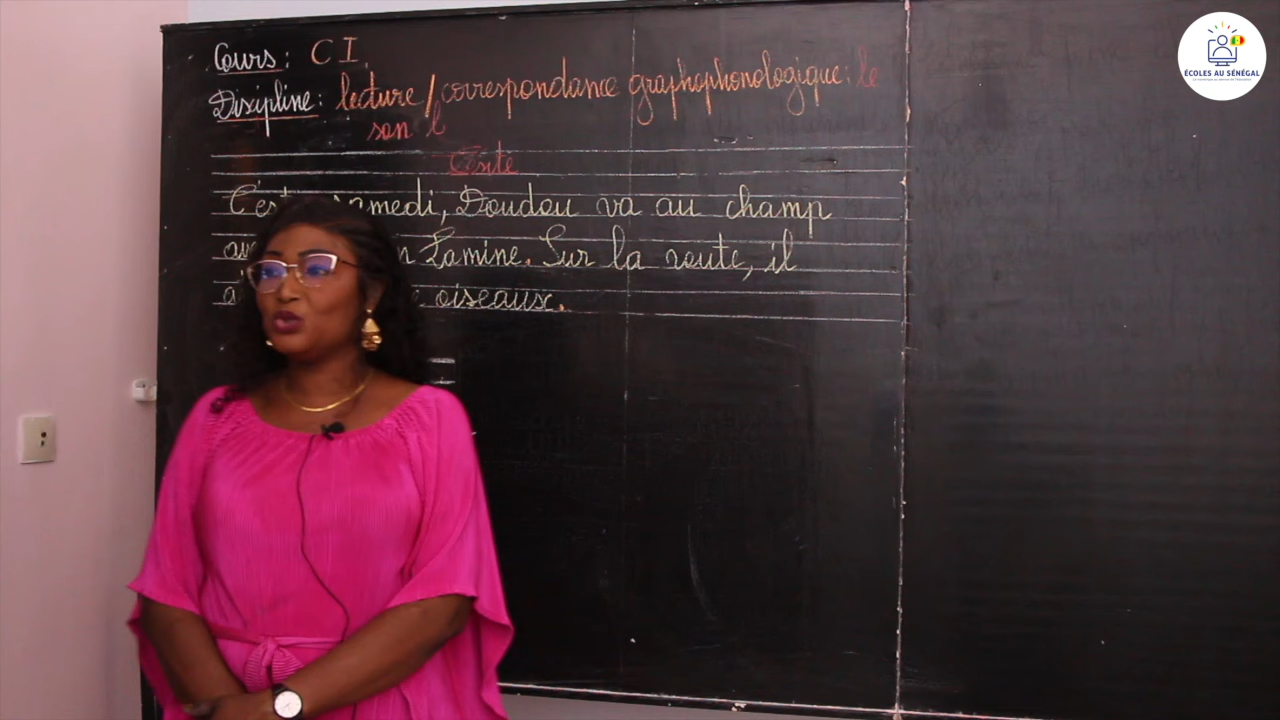 Cours : C I.
Discipline : lecture / correspondance graphophonologique : le
son l
Texte
C'est samedi, Doudou va au champ
Lamine. Sur la route, il
oiseaux.
ÉCOLES AU SÉNÉGAL